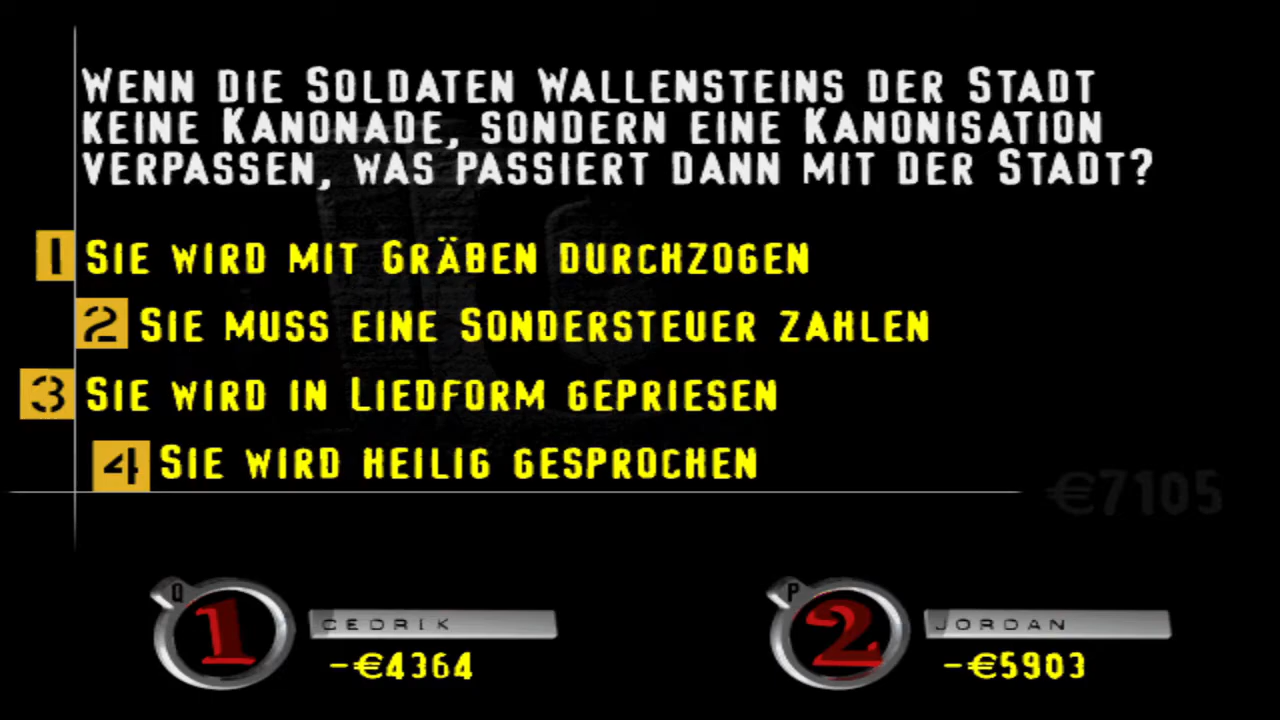 Wenn die Soldaten Wallensteins der Stadt
keine Kanonade, sondern eine Kanonisation
verpassen, was passiert dann mit der Stadt?
1 Sie wird mit Gräben durchzogen
2 Sie muss eine Sondersteuer zahlen
3 Sie wird in Liedform gepriesen
4 Sie wird heilig gesprochen
€7105
Q 1 CEDRIK
-€4364
P 2 JORDAN
-€5903